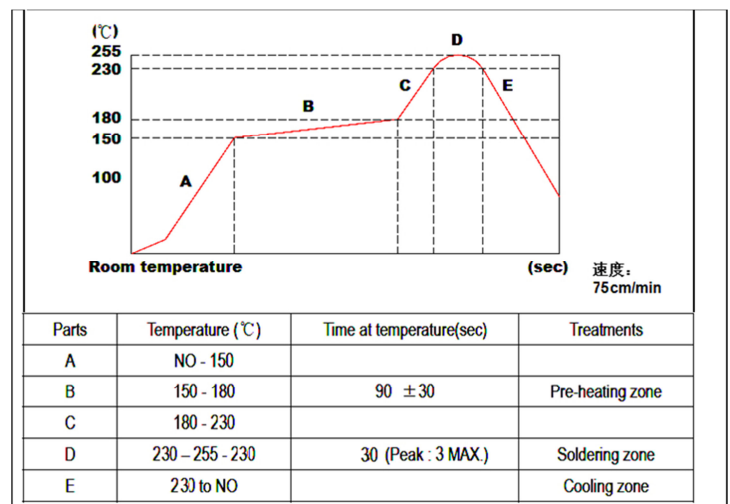 (℃)
255
230
180
150
100
A
B
C
D
E
Room temperature
(sec)
速度：
75cm/min
Parts Temperature (℃) Time at temperature(sec) Treatments
A NO - 150
B 150 - 180 90 ±30 Pre-heating zone
C 180 - 230
D 230 – 255 - 230 30 (Peak : 3 MAX.) Soldering zone
E 230 to NO Cooling zone